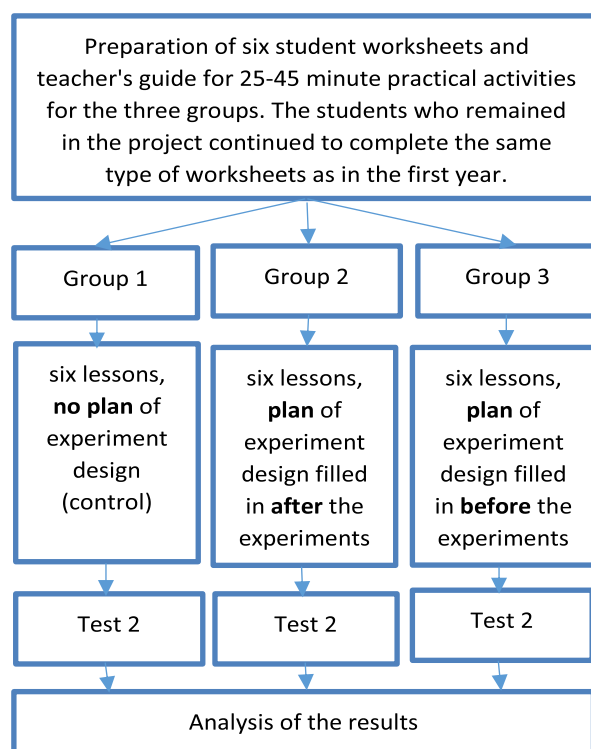 Preparation of six student worksheets and
teacher's guide for 25-45 minute practical activities
for the three groups. The students who remained
in the project continued to complete the same
type of worksheets as in the first year.
Group 1
Group 2
Group 3
six lessons,
no plan of
experiment
design
(control)
six lessons,
plan of
experiment
design filled
in after the
experiments
six lessons,
plan of
experiment
design filled
in before the
experiments
Test 2
Test 2
Test 2
Analysis of the results